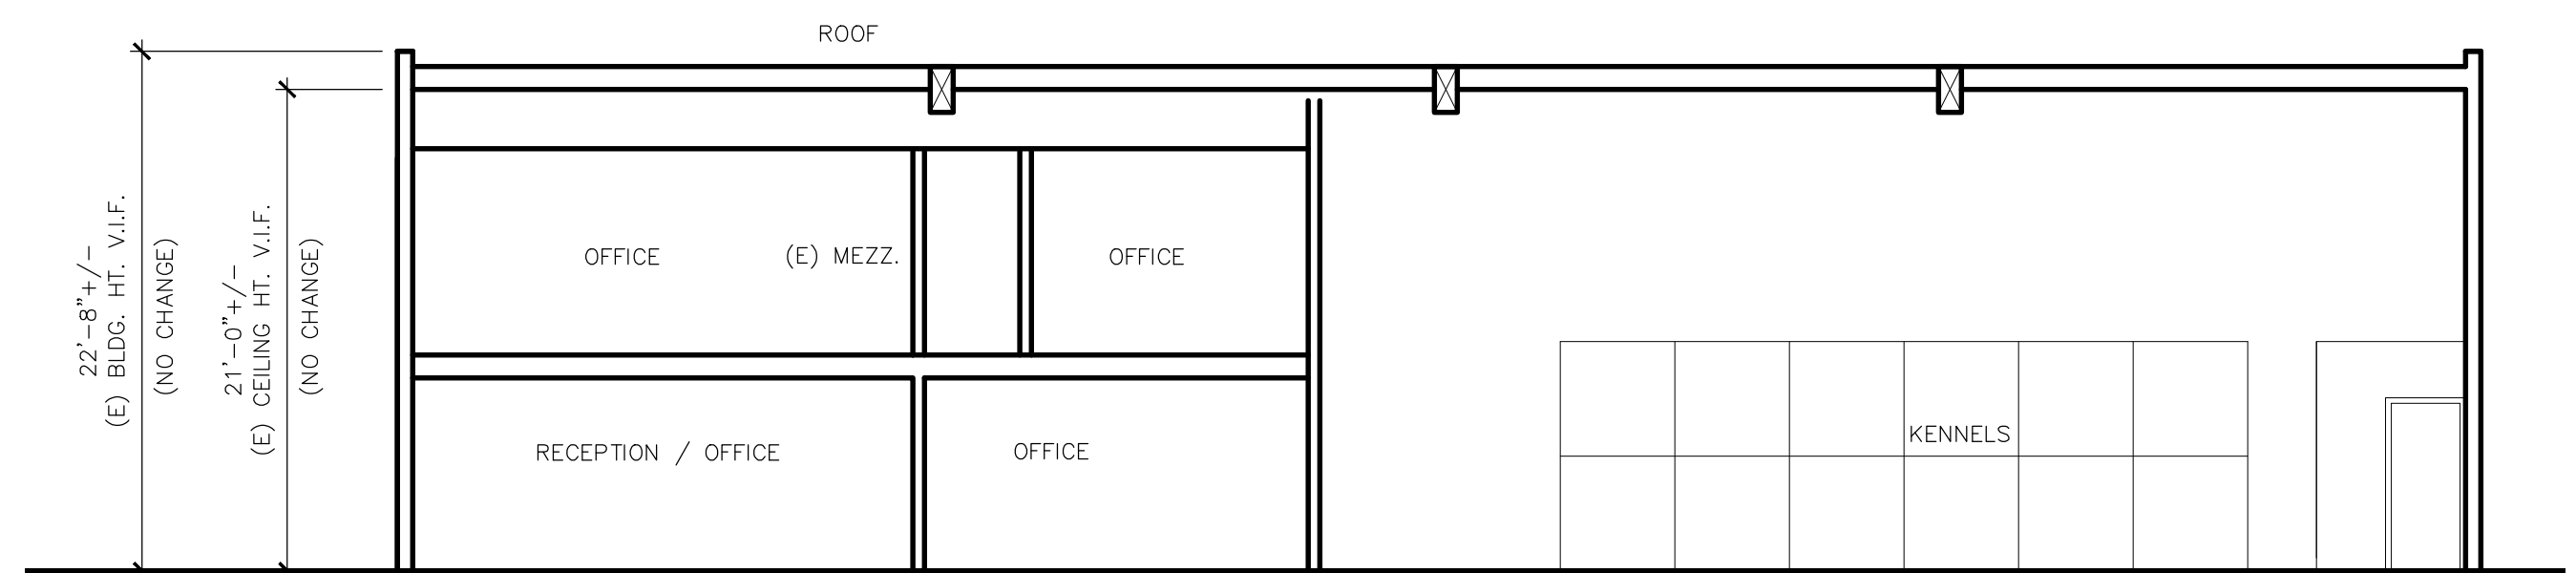 ROOF
22'-8"+/-
(E) BLDG. HT. V.I.F.
(NO CHANGE)
21'-0"+/-
(E) CEILING HT. V.I.F.
(NO CHANGE)
OFFICE
(E) MEZZ.
OFFICE
RECEPTION / OFFICE
OFFICE
KENNELS